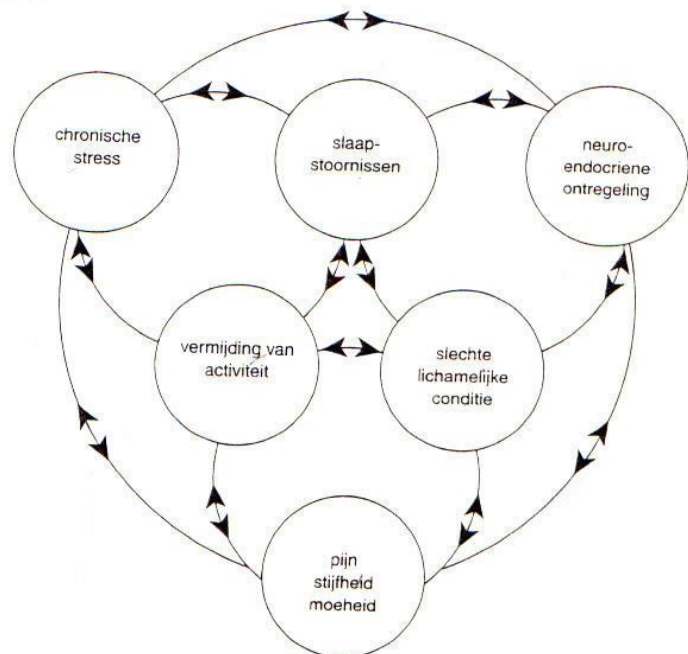 chronische
stress
slaap-
stoornissen
neuro-
endocriene
ontregeling
vermijding van
activiteit
slechte
lichamelijke
conditie
pijn
stijfheid
moeheid